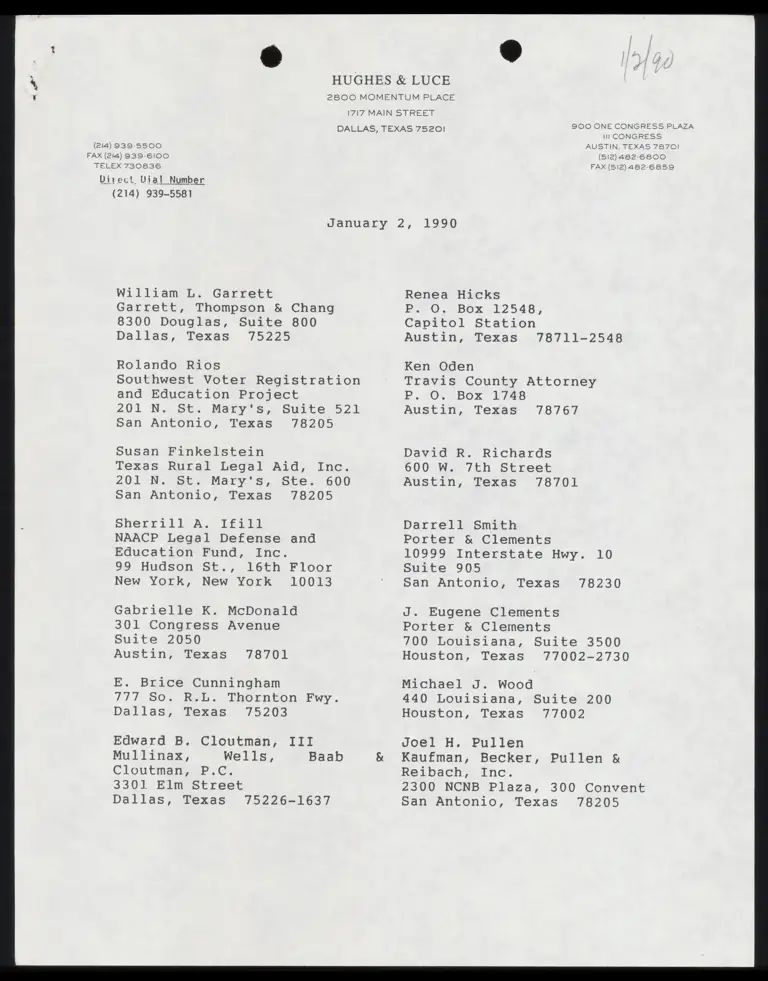 1/2/90
HUGHES & LUCE
2800 MOMENTUM PLACE
1717 MAIN STREET
DALLAS, TEXAS 75201
(214) 939-5500
FAX (214) 939-6100
TELEX 730836
Direct Dial Number
(214) 939-5581
900 ONE CONGRESS PLAZA
111 CONGRESS
AUSTIN, TEXAS 78701
(512) 482-6800
FAX (512) 482-6859
January 2, 1990
William L. Garrett
Garrett, Thompson & Chang
8300 Douglas, Suite 800
Dallas, Texas 75225
Renea Hicks
P. O. Box 12548,
Capitol Station
Austin, Texas 78711-2548
Rolando Rios
Southwest Voter Registration
and Education Project
201 N. St. Mary's, Suite 521
San Antonio, Texas 78205
Ken Oden
Travis County Attorney
P. O. Box 1748
Austin, Texas 78767
Susan Finkelstein
Texas Rural Legal Aid, Inc.
201 N. St. Mary's, Ste. 600
San Antonio, Texas 78205
David R. Richards
600 W. 7th Street
Austin, Texas 78701
Sherrill A. Ifill
NAACP Legal Defense and
Education Fund, Inc.
99 Hudson St., 16th Floor
New York, New York 10013
Darrell Smith
Porter & Clements
10999 Interstate Hwy. 10
Suite 905
San Antonio, Texas 78230
Gabrielle K. McDonald
301 Congress Avenue
Suite 2050
Austin, Texas 78701
J. Eugene Clements
Porter & Clements
700 Louisiana, Suite 3500
Houston, Texas 77002-2730
E. Brice Cunningham
777 So. R.L. Thornton Fwy.
Dallas, Texas 75203
Michael J. Wood
440 Louisiana, Suite 200
Houston, Texas 77002
Edward B. Cloutman, III
Mullinax, Wells, Baab &
Cloutman, P.C.
3301 Elm Street
Dallas, Texas 75226-1637
Joel H. Pullen
Kaufman, Becker, Pullen &
Reibach, Inc.
2300 NCNB Plaza, 300 Convent
San Antonio, Texas 78205